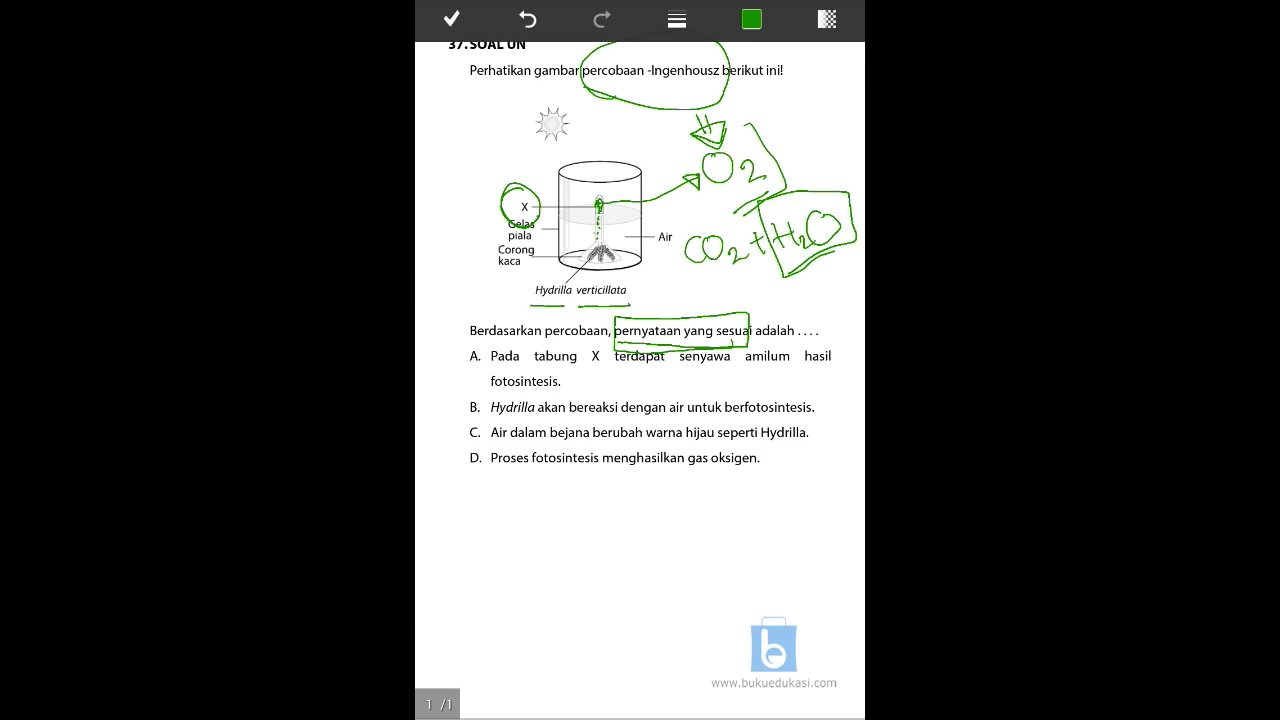 37. SOAL UN
Perhatikan gambar percobaan -Ingenhousz berikut ini!
O2
X
Gelas
piala
Air
CO2 + H2O
Corong
kaca
Hydrilla verticillata
Berdasarkan percobaan, pernyataan yang sesuai adalah . . . .
A. Pada tabung X terdapat senyawa amilum hasil
fotosintesis.
B. Hydrilla akan bereaksi dengan air untuk berfotosintesis.
C. Air dalam bejana berubah warna hijau seperti Hydrilla.
D. Proses fotosintesis menghasilkan gas oksigen.
b
www.bukuedukasi.com
1 /1